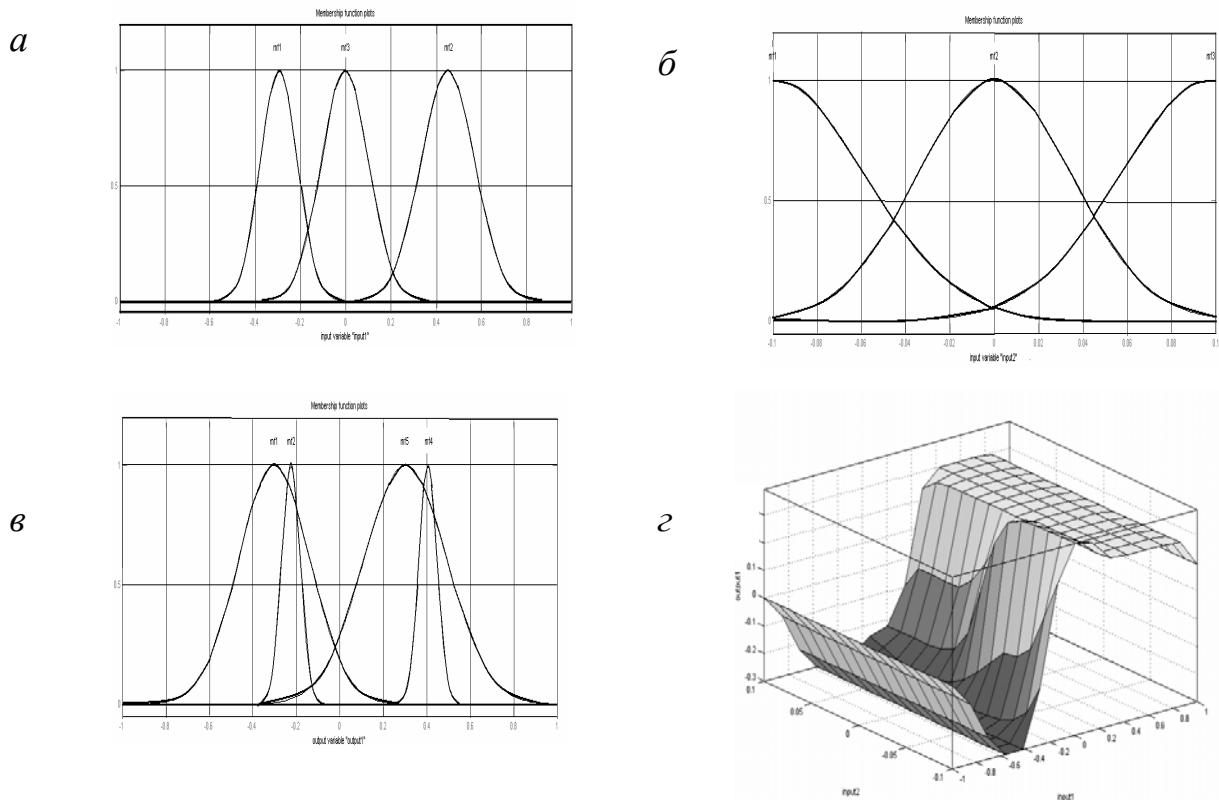 а
Membership function plots
mf1 mf3 mf2
1
0.5
0
-1 -0.8 -0.6 -0.4 -0.2 0 0.2 0.4 0.6 0.8 1
input variable "input1"
б
Membership function plots
mf1 mf2 mf3
1
0.5
0
-0.1 -0.08 -0.06 -0.04 -0.02 0 0.02 0.04 0.06 0.08 0.1
input variable "input2"
в
Membership function plots
mf1 mf2 mf5 mf4
1
0.5
0
-1 -0.8 -0.6 -0.4 -0.2 0 0.2 0.4 0.6 0.8 1
output variable "output1"
г
output1
0.1
0
-0.1
-0.2
-0.3
0.1
0.05
0
-0.05
-0.1
input2
-1 -0.8 -0.6 -0.4 -0.2 0 0.2 0.4 0.6 0.8 1
input1